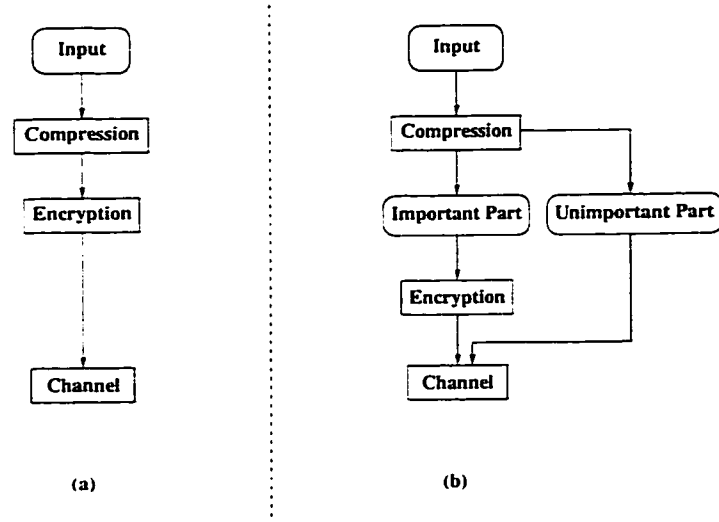 Input
Compression
Encryption
Channel
(a)
Input
Compression
Important Part
Unimportant Part
Encryption
Channel
(b)